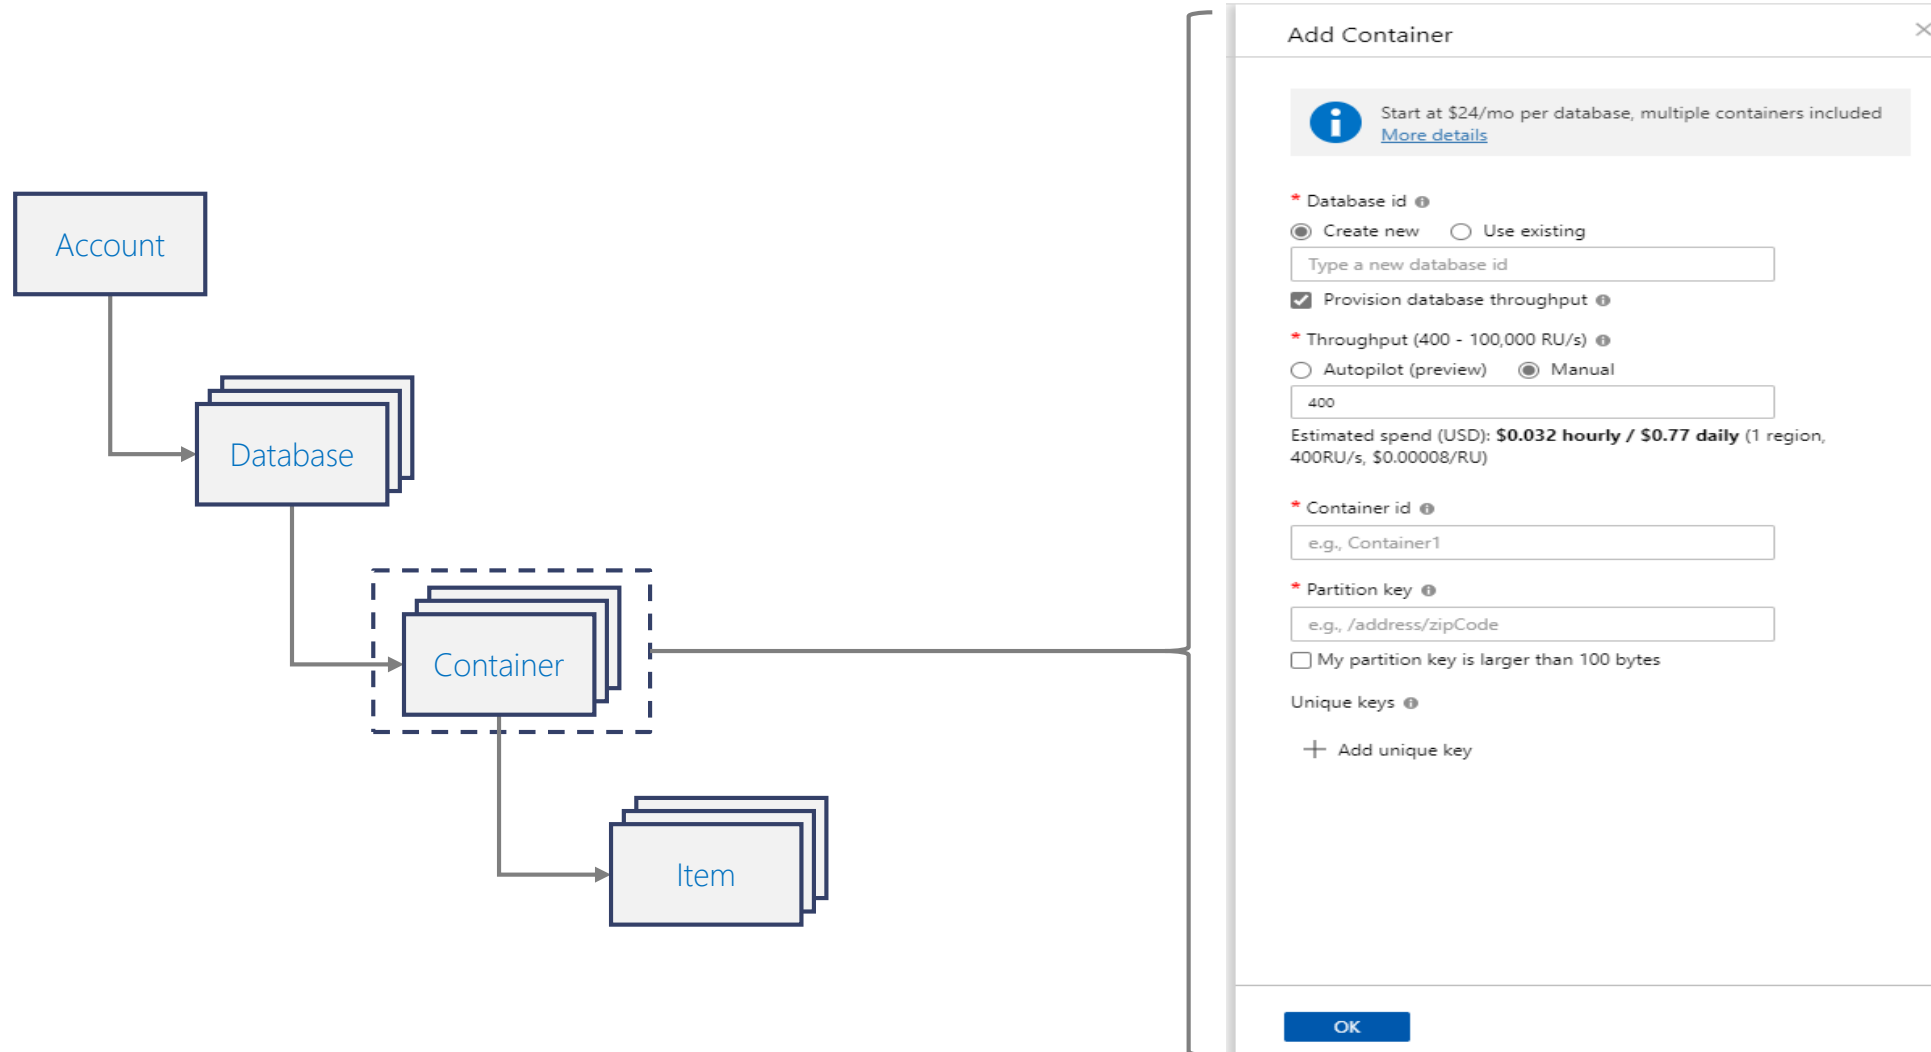 Account
Database
Container
Item
Add Container
Start at $24/mo per database, multiple containers included
More details
* Database id
Create new Use existing
Type a new database id
Provision database throughput
* Throughput (400 - 100,000 RU/s)
Autopilot (preview) Manual
400
Estimated spend (USD): $0.032 hourly / $0.77 daily (1 region,
400RU/s, $0.00008/RU)
* Container id
e.g., Container1
* Partition key
e.g., /address/zipCode
My partition key is larger than 100 bytes
Unique keys
Add unique key
OK